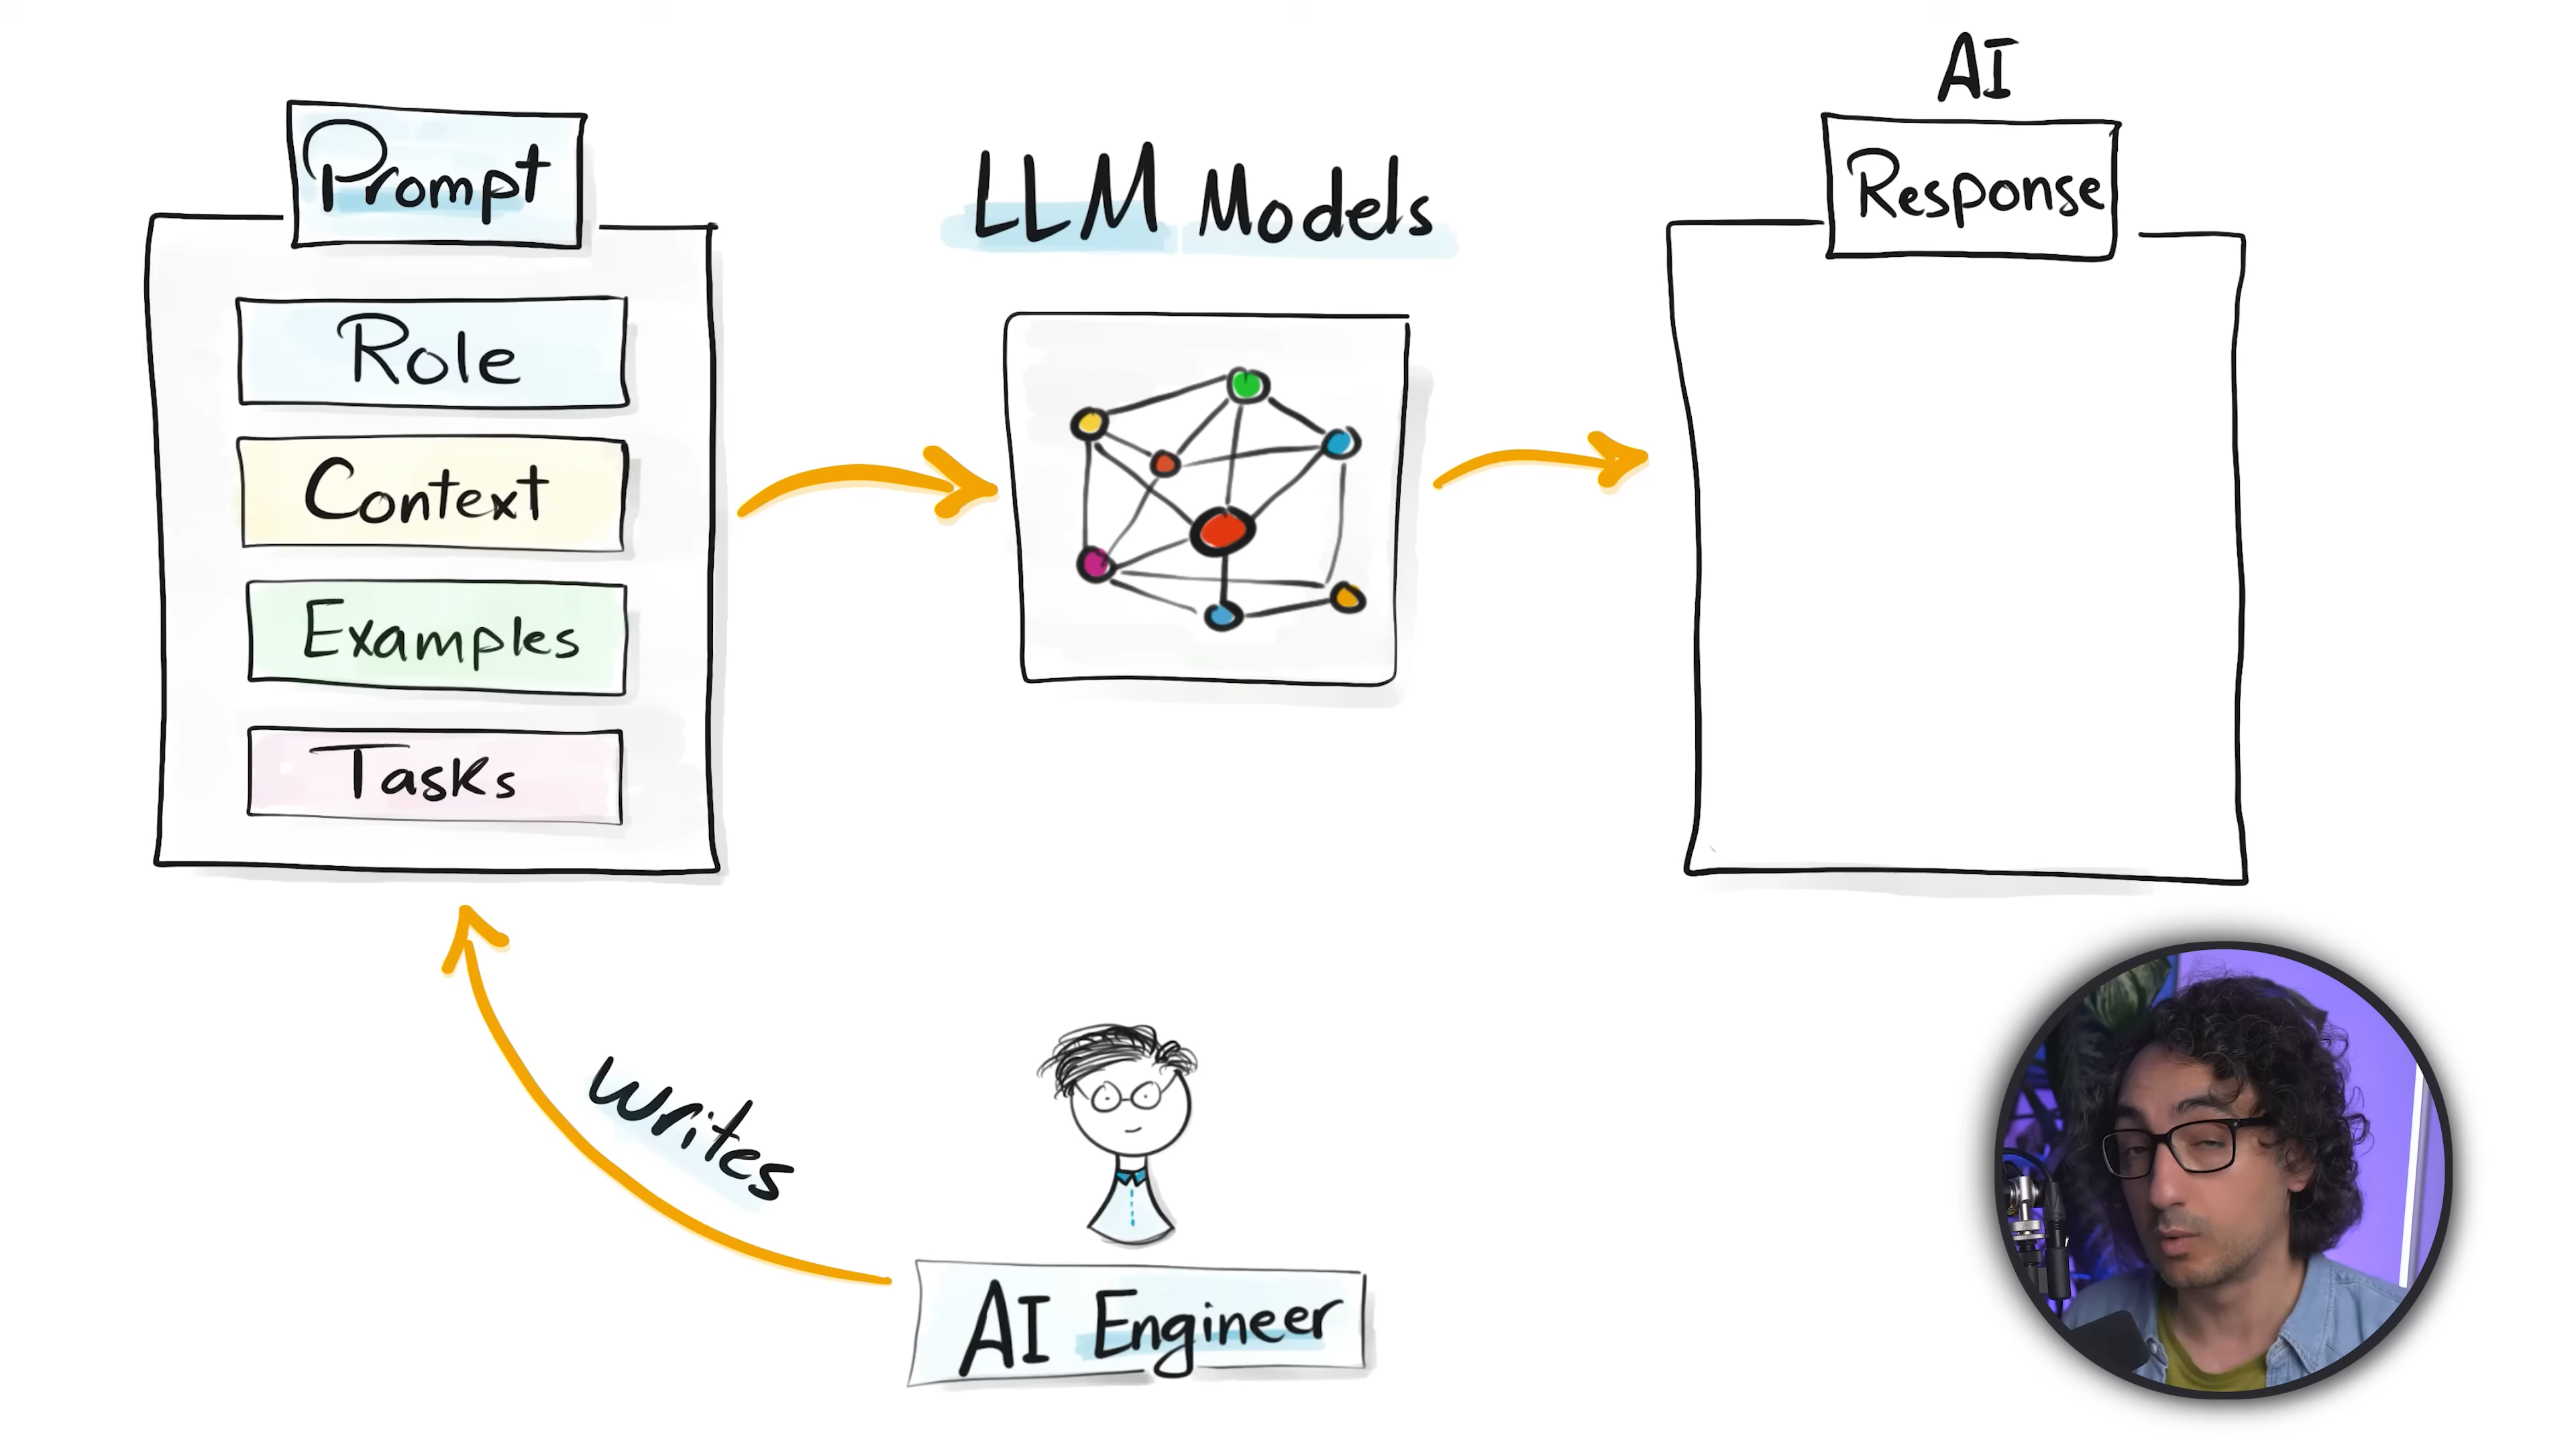 Prompt
Role
Context
Examples
Tasks
LLM Models
AI
Response
writes
AI Engineer